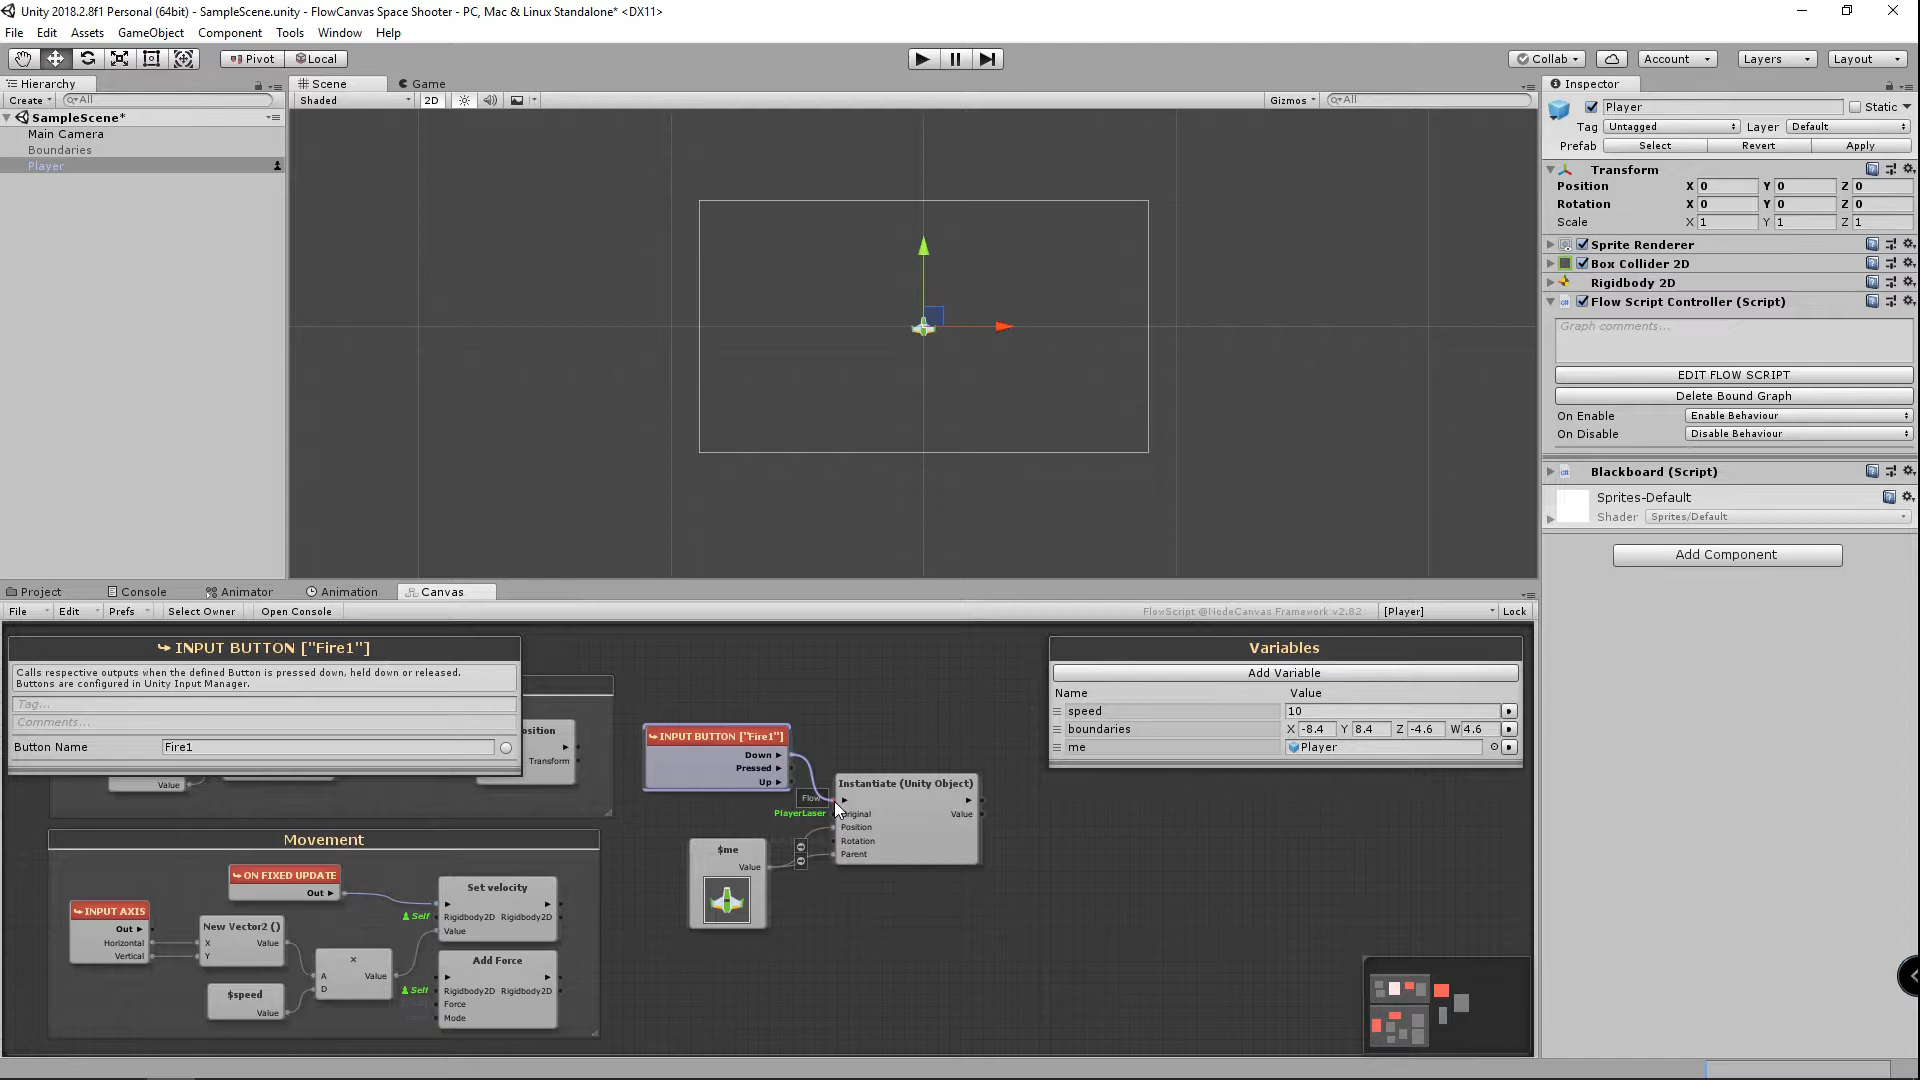 Unity 2018.2.8f1 Personal (64bit) - SampleScene.unity - FlowCanvas Space Shooter - PC, Mac & Linux Standalone* <DX11>
File Edit Assets GameObject Component Tools Window Help
Pivot Local Collab Account Layers Layout
Hierarchy
Create All
SampleScene*
Main Camera
Boundaries
Player
Scene Game
Shaded 2D Gizmos All
Inspector
Player Static
Tag Untagged Layer Default
Prefab Select Revert Apply
Transform
Position X 0 Y 0 Z 0
Rotation X 0 Y 0 Z 0
Scale X 1 Y 1 Z 1
Sprite Renderer
Box Collider 2D
Rigidbody 2D
Flow Script Controller (Script)
Graph comments...
EDIT FLOW SCRIPT
Delete Bound Graph
On Enable Enable Behaviour
On Disable Disable Behaviour
Blackboard (Script)
Sprites-Default
Shader Sprites/Default
Add Component
Project Console Animator Animation Canvas
File Edit Prefs Select Owner Open Console FlowScript @NodeCanvas Framework v2.82 [Player] Lock
INPUT BUTTON ["Fire1"]
Calls respective outputs when the defined Button is pressed down, held down or released.
Buttons are configured in Unity Input Manager.
Tag...
Comments...
Button Name Fire1
osition
Transform
Value
INPUT BUTTON ["Fire1"]
Down
Pressed
Up
Flow
PlayerLaser
Instantiate (Unity Object)
Original Value
Position
Rotation
Parent
$me
Value
Variables
Add Variable
Name Value
speed 10
boundaries X -8.4 Y 8.4 Z -4.6 W 4.6
me Player
Movement
ON FIXED UPDATE
Out
INPUT AXIS
Out
Horizontal
Vertical
New Vector2 ()
X Value
Y
$speed
Value
×
A Value
Set velocity
Self
Rigidbody2D Rigidbody2D
Value
Add Force
Self
Rigidbody2D Rigidbody2D
Force
Mode